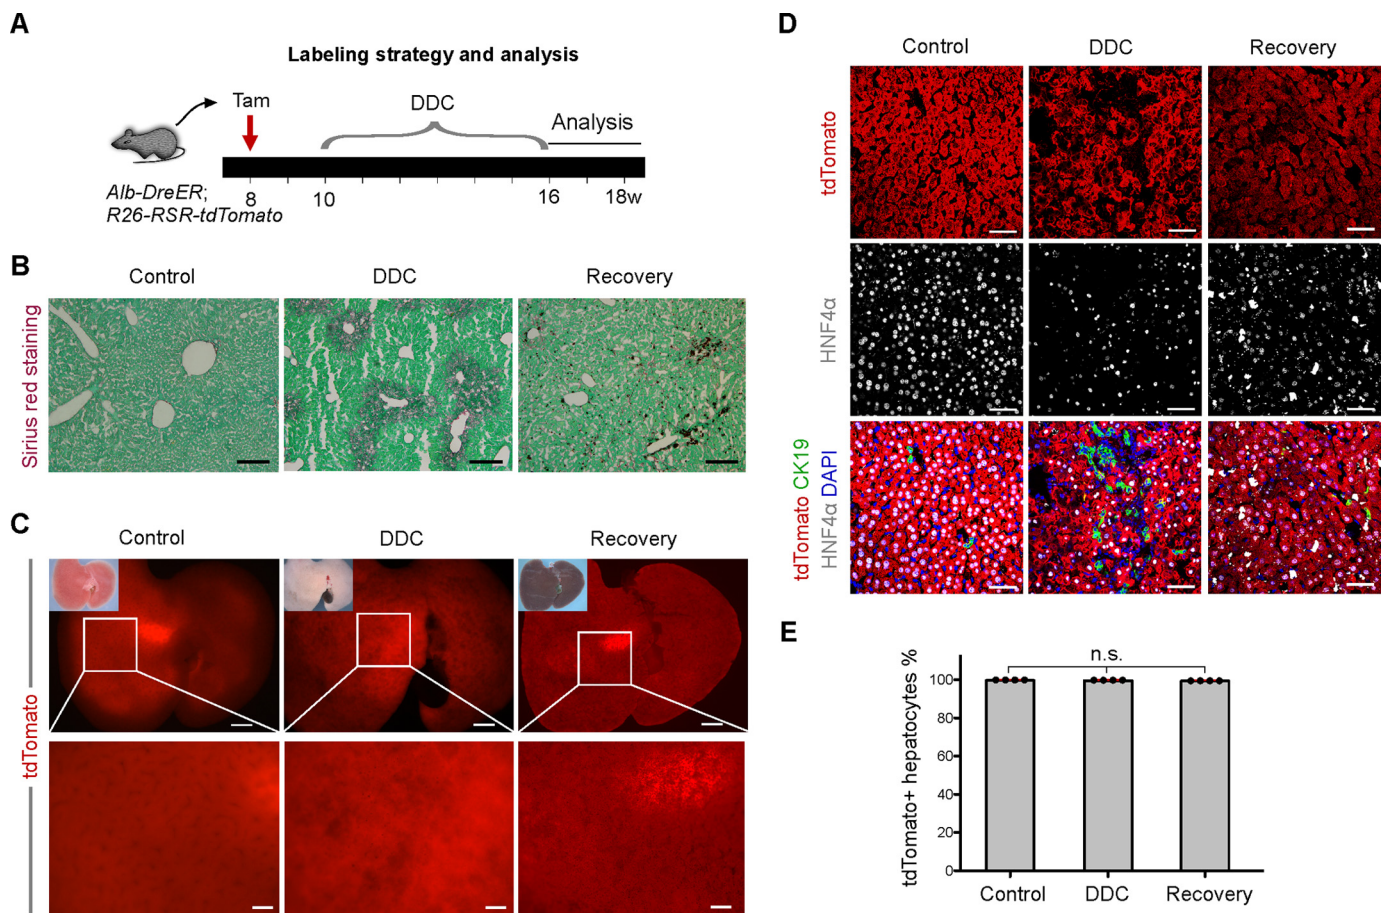 A
Labeling strategy and analysis
Tam
DDC
Analysis
Alb-DreER;
R26-RSR-tdTomato
8
10
16
18w
B
Control
DDC
Recovery
Sirius red staining
C
Control
DDC
Recovery
tdTomato
D
Control
DDC
Recovery
tdTomato
HNF4α
tdTomato CK19
HNF4α DAPI
E
n.s.
tdTomato+ hepatocytes %
100
80
60
40
20
0
Control
DDC
Recovery